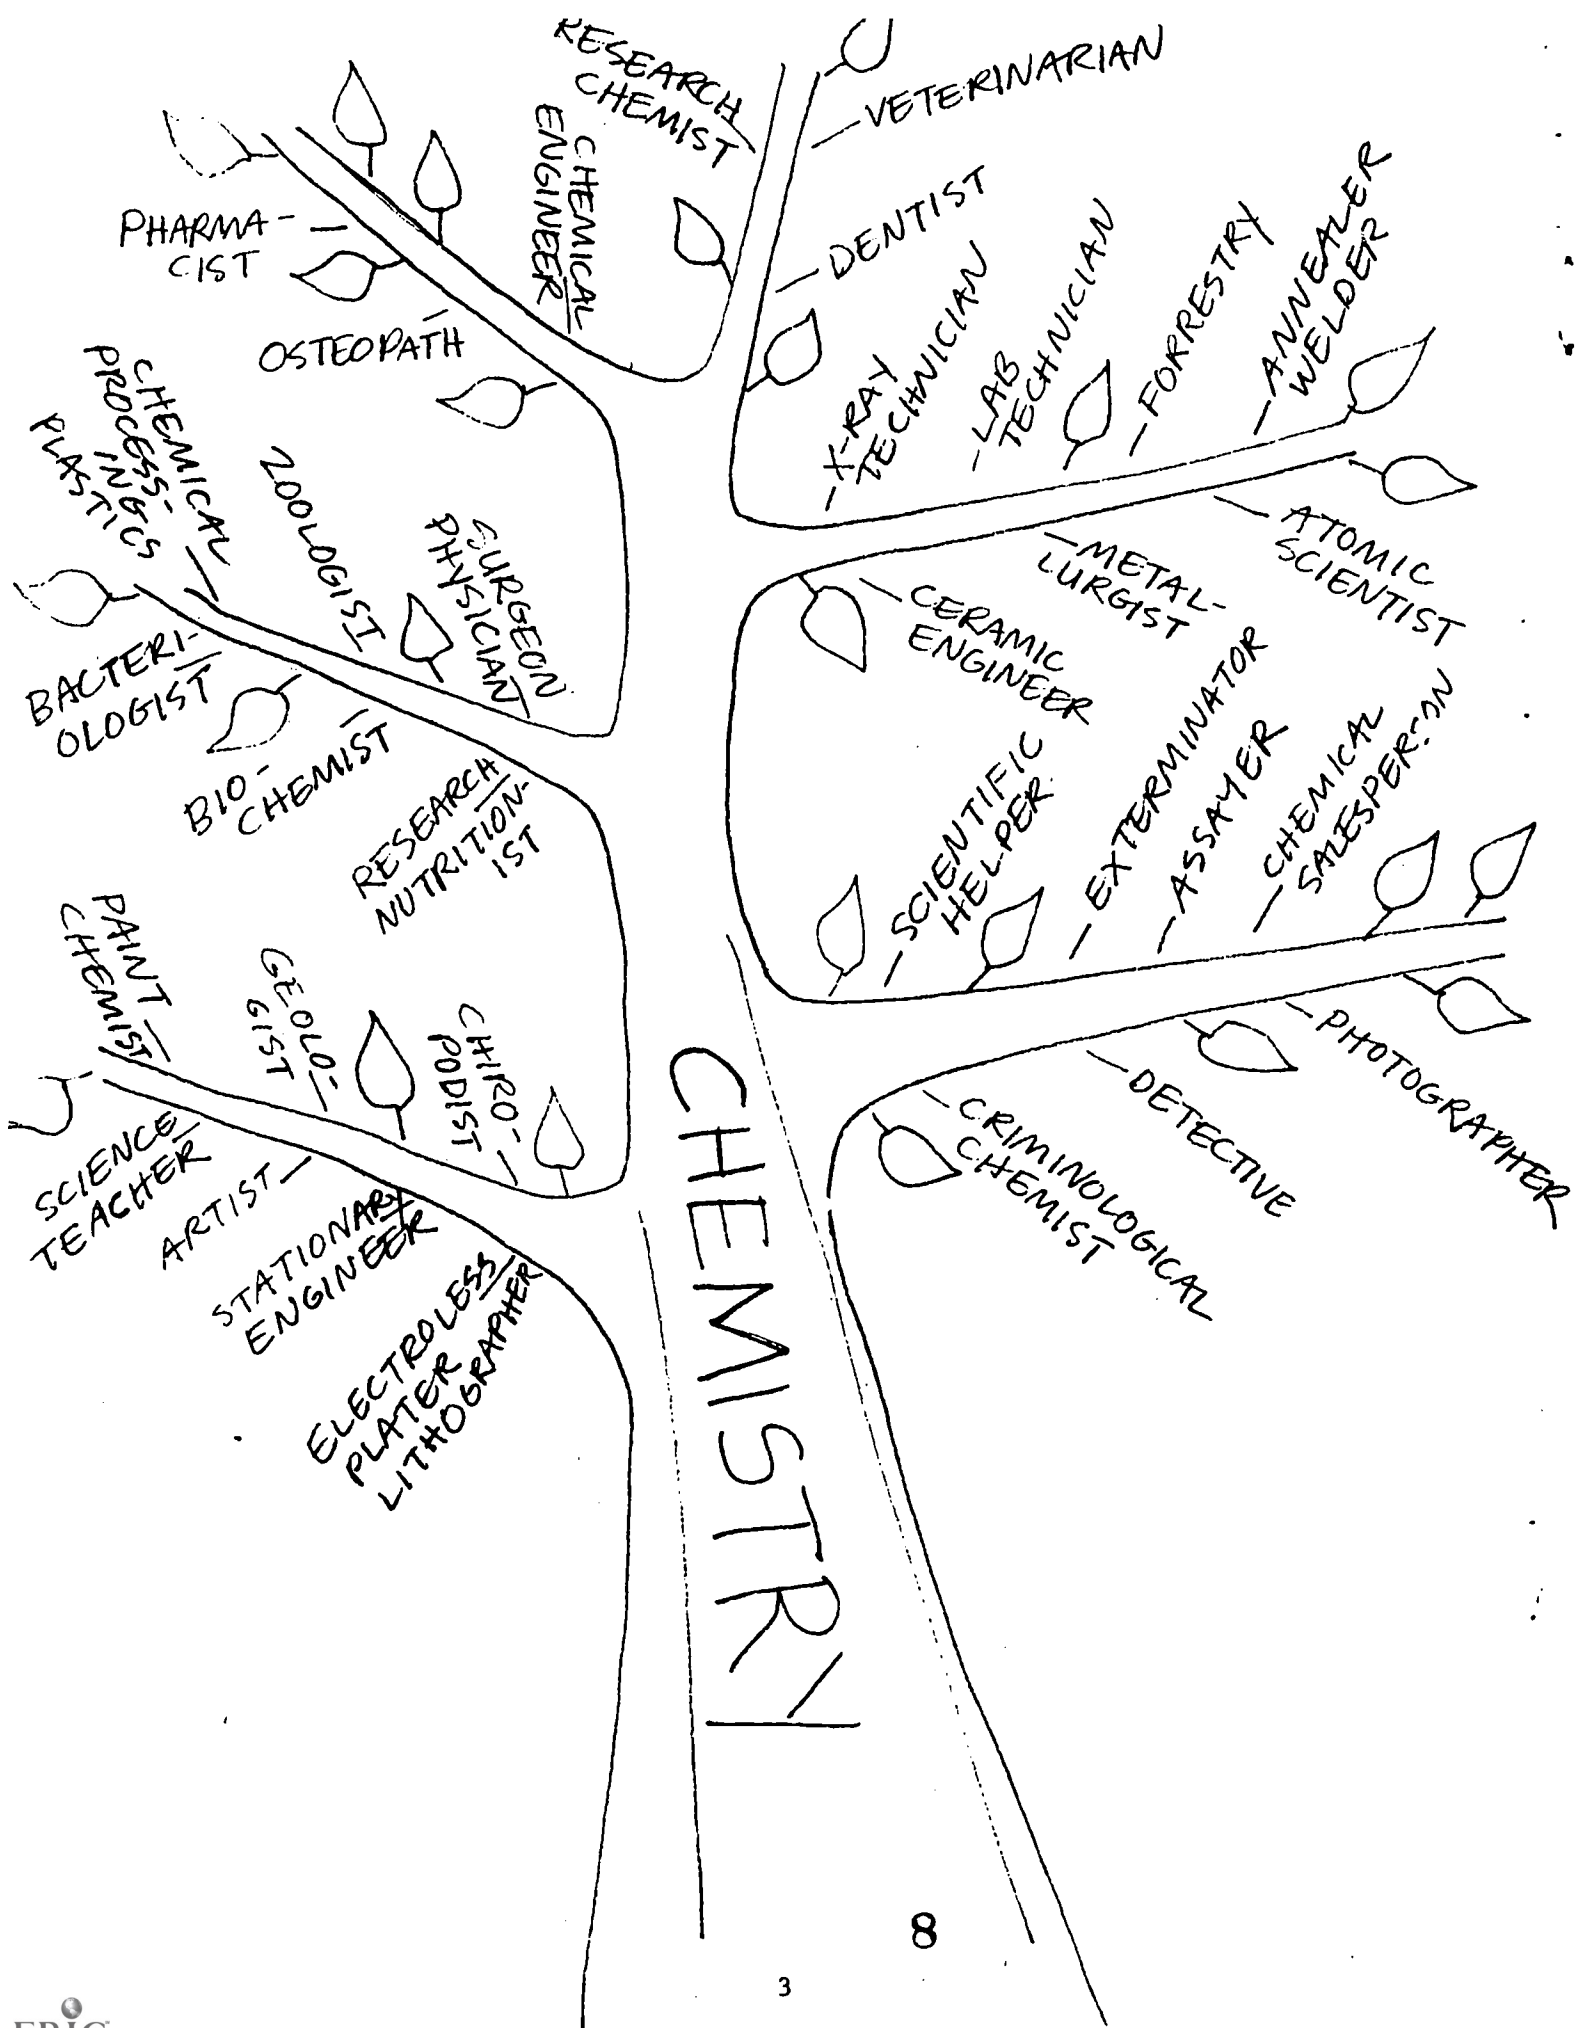 RESEARCH
CHEMIST
VETERINARIAN
CHEMICAL
ENGINEER
DENTIST
PHARMA-
CIST
OSTEOPATH
X-RAY
TECHNICIAN
LAB
TECHNICIAN
FORRESTRY
ANNEALER
WELDER
CHEMICAL
PROCESS-
INGS
PLASTICS
ZOOLOGIST
SURGEON
PHYSICIAN
ATOMIC
SCIENTIST
METAL-
LURGIST
CERAMIC
ENGINEER
BACTERI-
OLOGIST
BIO-
CHEMIST
RESEARCH
NUTRITION-
IST
SCIENTIFIC
HELPER
EXTERMINATOR
ASSAYER
CHEMICAL
SALESPERSON
PAINT
CHEMIST
GEOLO-
GIST
CHIRO-
PODIST
PHOTOGRAPHER
DETECTIVE
CRIMINOLOGICAL
CHEMIST
SCIENCE
TEACHER
ARTIST
STATIONARY
ENGINEER
ELECTROLESS
PLATER
LITHOGRAPHER
CHEMISTRY
8
3
ERIC